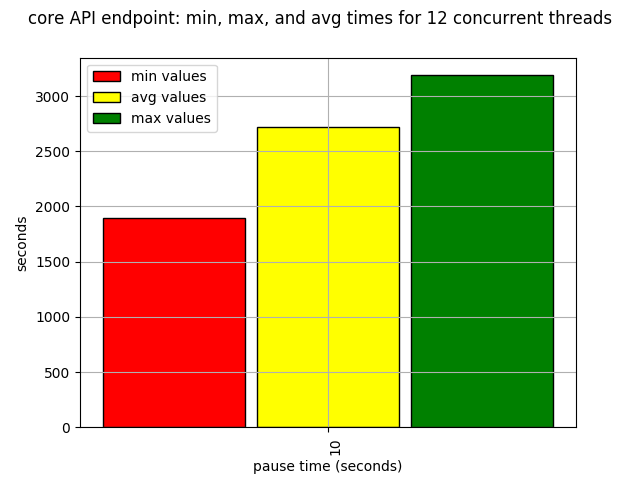 core API endpoint: min, max, and avg times for 12 concurrent threads
min values
avg values
max values
3000
2500
2000
1500
1000
500
0
seconds
10
pause time (seconds)